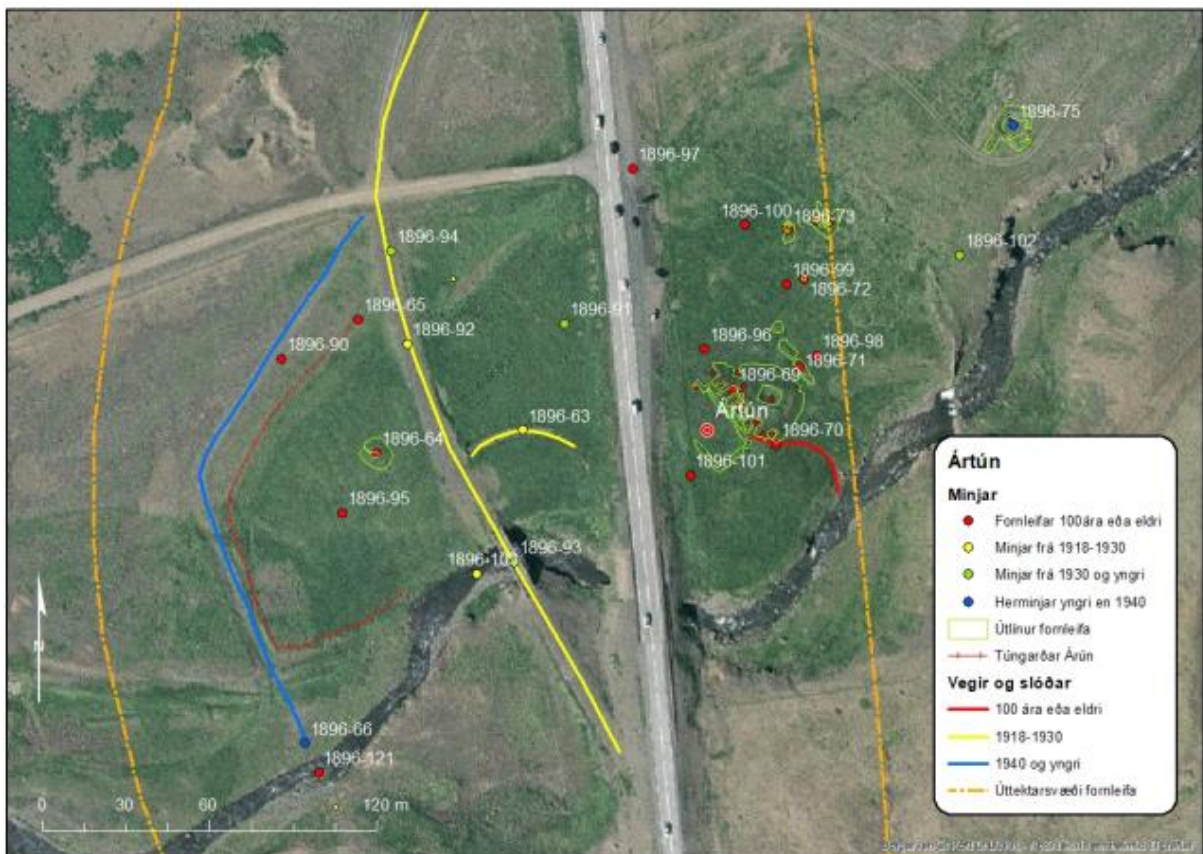 1896-75
1896-97
1896-100
1896-73
1896-94
1896-102
1896-99
1896-72
1896-65
1896-91
1896-92
1896-96
1896-90
1896-98
1896-71
1896-69
Ártún
1896-63
1896-70
1896-64
1896-101
1896-95
1896-93
1896-103
1896-66
1896-121
N
0 30 60 120 m
Ártún
Minjar
Fornleifar 100ára eða eldri
Minjar frá 1918-1930
Minjar frá 1930 og yngri
Herminjar yngri en 1940
Útlínur fornleifa
Túngarðar Árún
Vegir og slóðar
100 ára eða eldri
1918-1930
1940 og yngri
Úttektarsvæði fornleifa